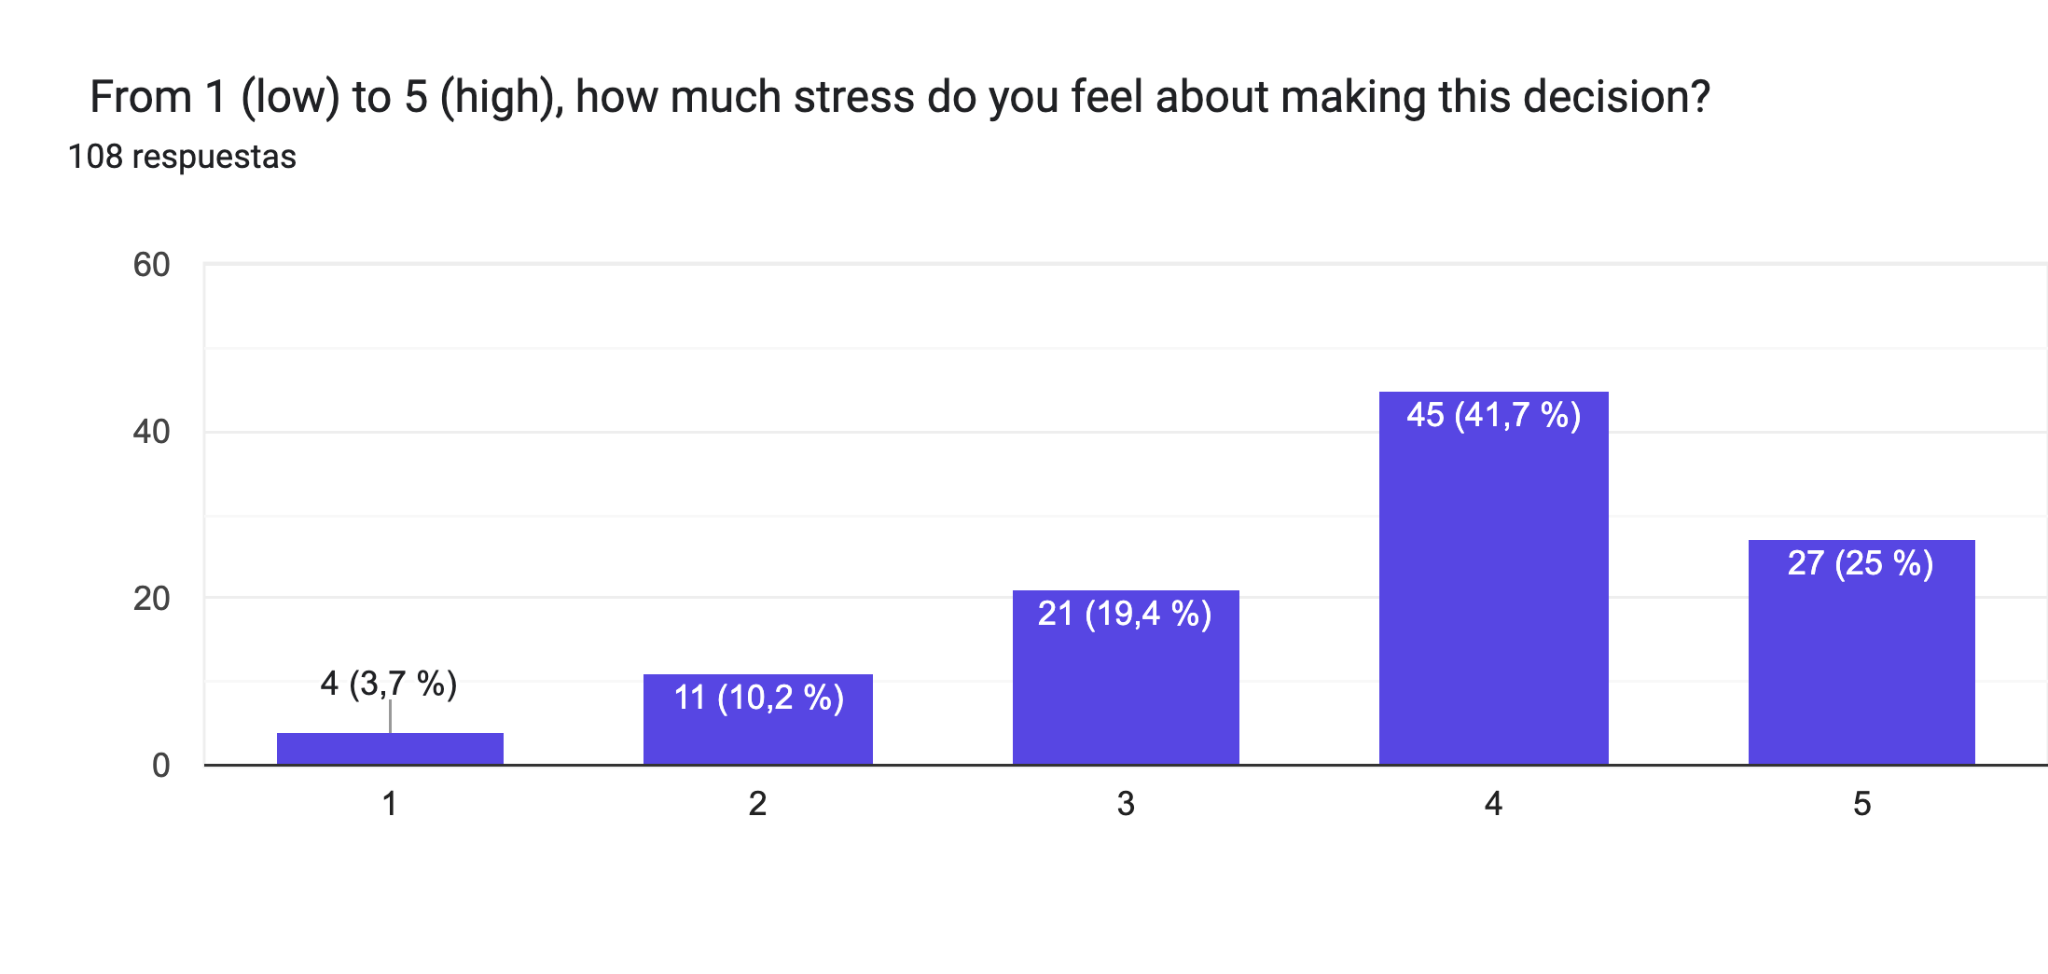 From 1 (low) to 5 (high), how much stress do you feel about making this decision?
108 respuestas
60
40
20
0
4 (3,7 %)
11 (10,2 %)
21 (19,4 %)
45 (41,7 %)
27 (25 %)
1
2
3
4
5